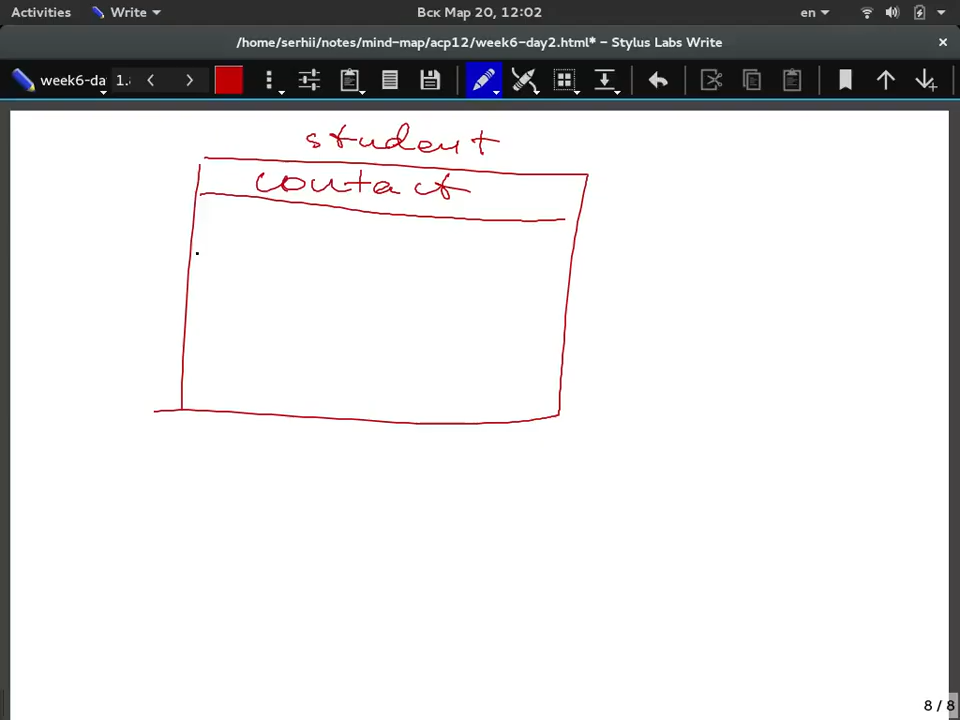 Activities Write Вск Мар 20, 12:02 en
/home/serhii/notes/mind-map/acp12/week6-day2.html* – Stylus Labs Write
week6-da 1.
student
contact
8 / 8